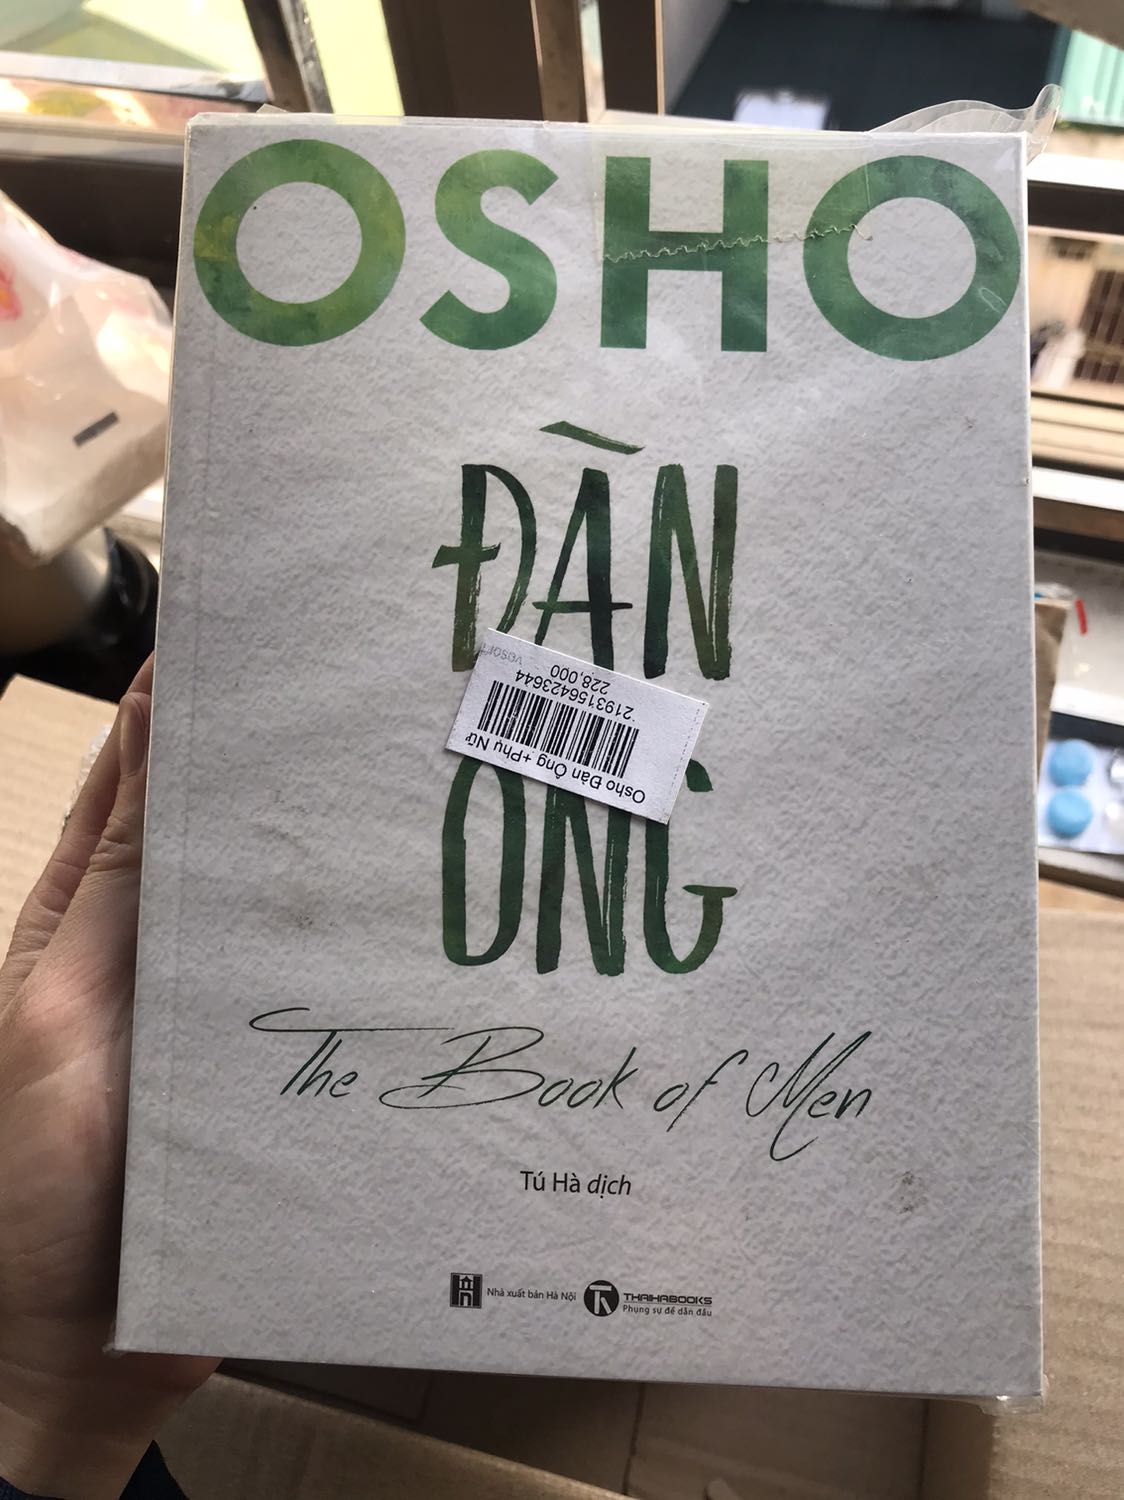 OSHO
ĐÀN
Osho Đàn Ông +Phụ Nữ
2193156423644
228,000
VGSOFT
ÔNG
The Book of Men
Tú Hà dịch
Nhà xuất bản Hà Nội
THAIHABOOKS
Phụng sự để dẫn đầu